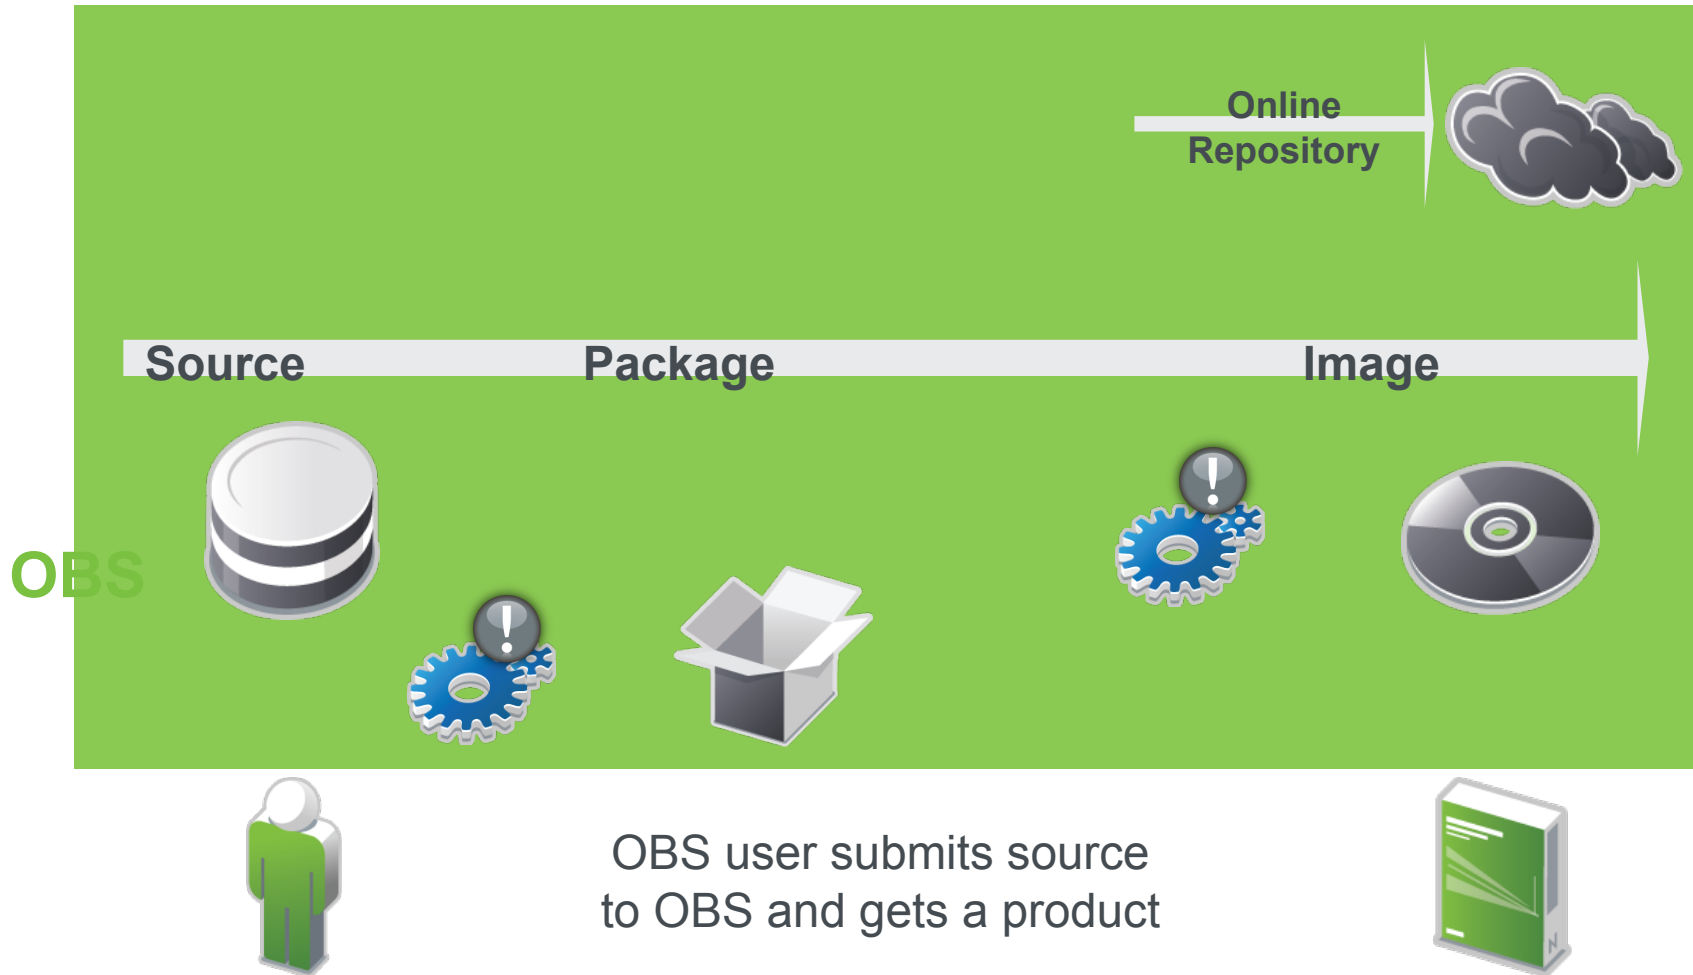 Online
Repository
Source Package Image
!
!
OBS
OBS user submits source
to OBS and gets a product
N